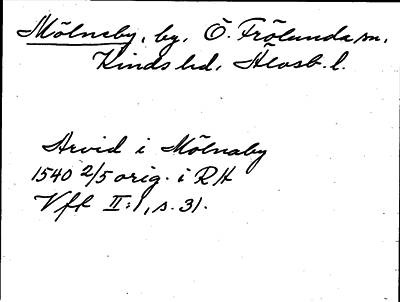 Mölneby, by, Ö. Frölunda sn,
Kinds hd, Älvsb. l.
Arvid i Mölnaby
1540 2/5 orig. i RA
Vfl II:1, s. 31.